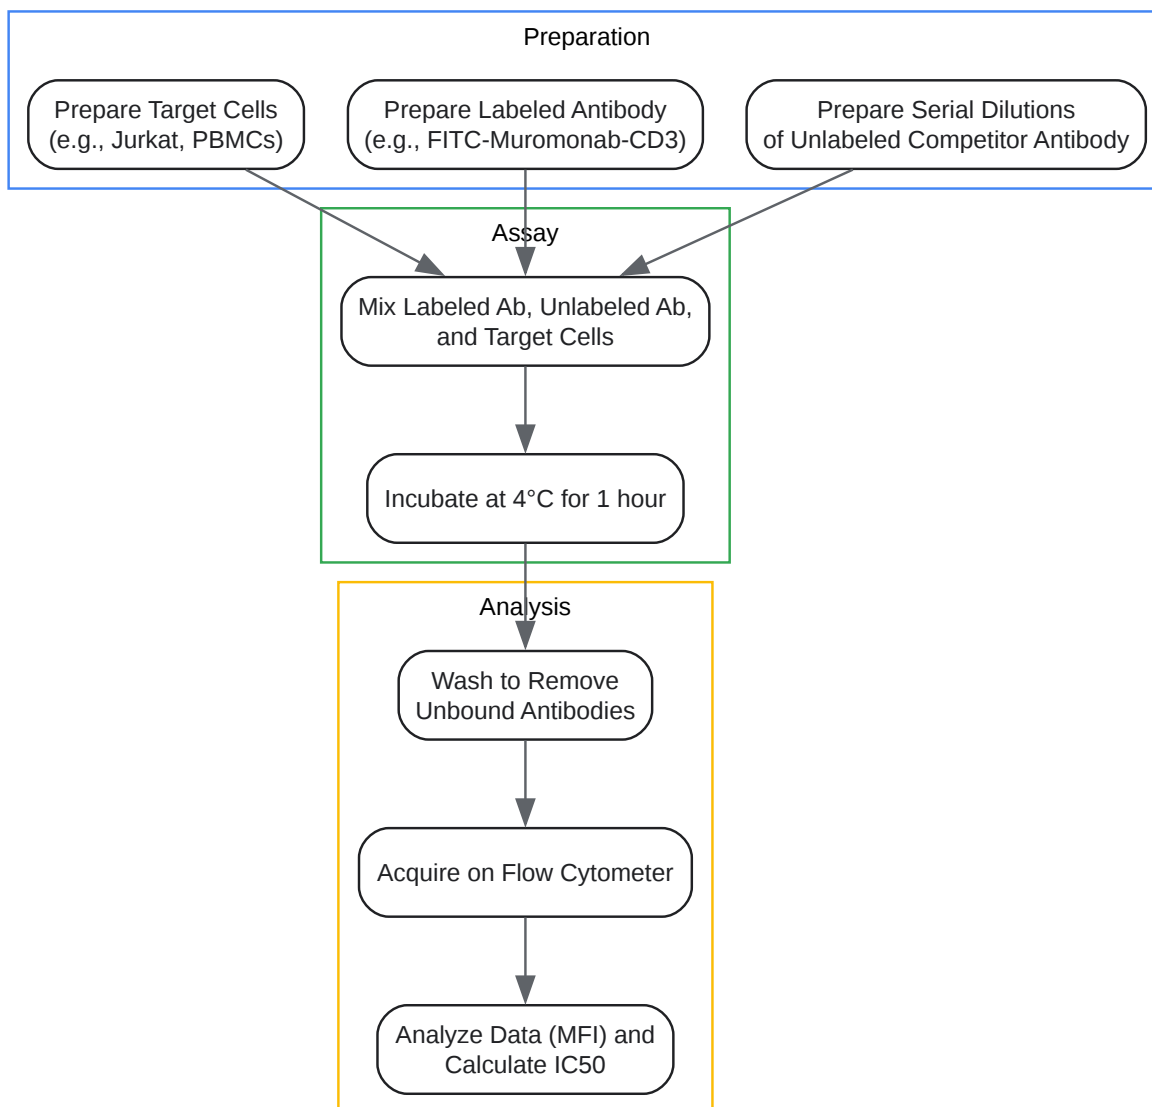 Preparation
Prepare Target Cells
(e.g., Jurkat, PBMCs)
Prepare Labeled Antibody
(e.g., FITC-Muromonab-CD3)
Prepare Serial Dilutions
of Unlabeled Competitor Antibody
Assay
Mix Labeled Ab, Unlabeled Ab,
and Target Cells
Incubate at 4°C for 1 hour
Analysis
Wash to Remove
Unbound Antibodies
Acquire on Flow Cytometer
Analyze Data (MFI) and
Calculate IC50